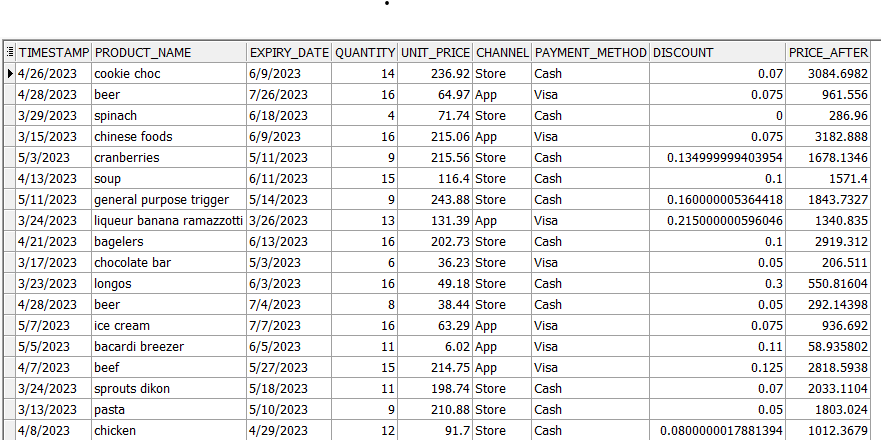 TIMESTAMP PRODUCT_NAME EXPIRY_DATE QUANTITY UNIT_PRICE CHANNEL PAYMENT_METHOD DISCOUNT PRICE_AFTER
4/26/2023 cookie choc 6/9/2023 14 236.92 Store Cash 0.07 3084.6982
4/28/2023 beer 7/26/2023 16 64.97 App Visa 0.075 961.556
3/29/2023 spinach 6/18/2023 4 71.74 Store Cash 0 286.96
3/15/2023 chinese foods 6/9/2023 16 215.06 App Visa 0.075 3182.888
5/3/2023 cranberries 5/11/2023 9 215.56 Store Cash 0.134999999403954 1678.1346
4/13/2023 soup 6/11/2023 15 116.4 Store Cash 0.1 1571.4
5/11/2023 general purpose trigger 5/14/2023 9 243.88 Store Cash 0.160000005364418 1843.7327
3/24/2023 liqueur banana ramazzotti 3/26/2023 13 131.39 App Visa 0.215000000596046 1340.835
4/21/2023 bagelers 6/13/2023 16 202.73 Store Cash 0.1 2919.312
3/17/2023 chocolate bar 5/3/2023 6 36.23 Store Visa 0.05 206.511
3/23/2023 longos 6/3/2023 16 49.18 Store Cash 0.3 550.81604
4/28/2023 beer 7/4/2023 8 38.44 Store Cash 0.05 292.14398
5/7/2023 ice cream 7/7/2023 16 63.29 App Visa 0.075 936.692
5/5/2023 bacardi breezer 6/5/2023 11 6.02 App Visa 0.11 58.935802
4/7/2023 beef 5/27/2023 15 214.75 App Visa 0.125 2818.5938
3/24/2023 sprouts dikon 5/18/2023 11 198.74 Store Cash 0.07 2033.1104
3/13/2023 pasta 5/10/2023 9 210.88 Store Cash 0.05 1803.024
4/8/2023 chicken 4/29/2023 12 91.7 Store Cash 0.0800000017881394 1012.3679